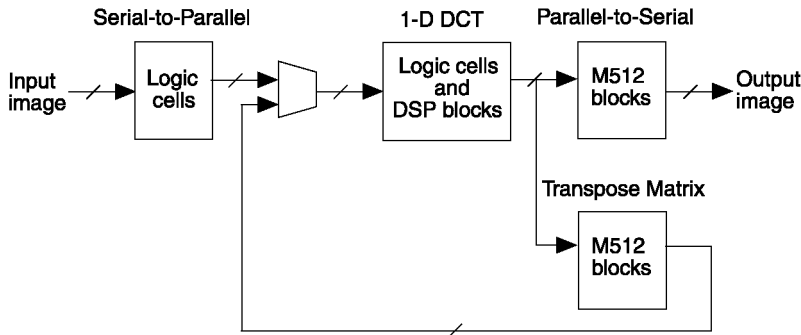 Serial-to-Parallel
1-D DCT
Parallel-to-Serial
Input
image
Logic
cells
Logic cells
and
DSP blocks
M512
blocks
Output
image
Transpose Matrix
M512
blocks